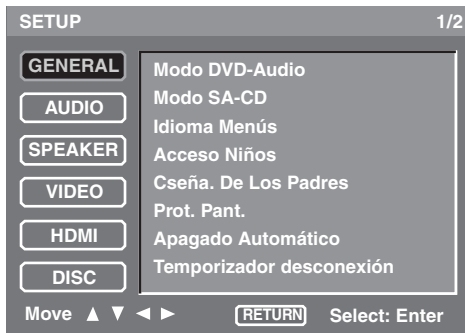 SETUP 1/2
GENERAL
AUDIO
SPEAKER
VIDEO
HDMI
DISC
Modo DVD-Audio
Modo SA-CD
Idioma Menús
Acceso Niños
Cseña. De Los Padres
Prot. Pant.
Apagado Automático
Temporizador desconexión
Move ▲ ▼ ◄ ► RETURN Select: Enter